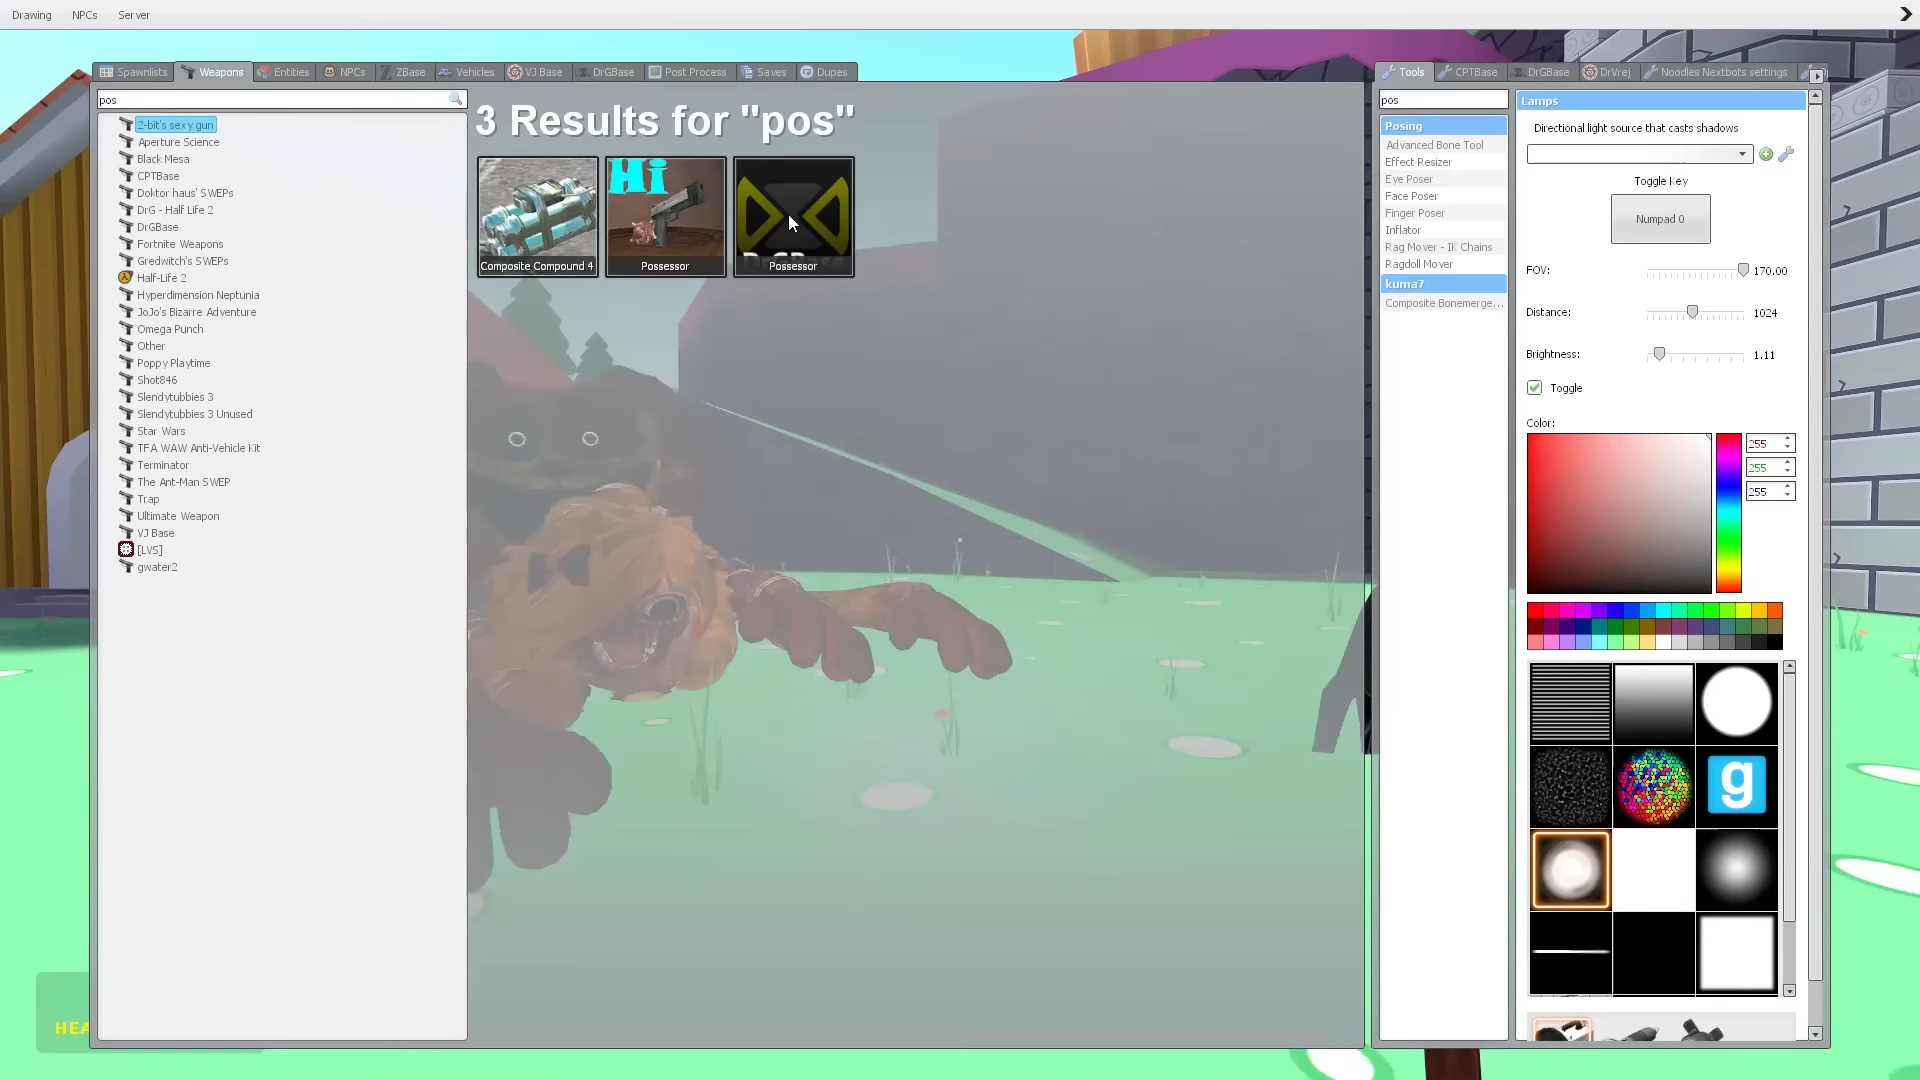 Drawing NPCs Server
Spawnlists Weapons Entities NPCs ZBase Vehicles VJ Base DrGBase Post Process Saves Dupes
Tools CPTBase DrGBase DrVrej Noodles Nextbots settings
pos
2-bit's sexy gun
Aperture Science
Black Mesa
CPTBase
Doktor haus' SWEPs
DrG - Half Life 2
DrGBase
Fortnite Weapons
Gredwitch's SWEPs
Half-Life 2
Hyperdimension Neptunia
JoJo's Bizarre Adventure
Omega Punch
Other
Poppy Playtime
Shot846
Slendytubbies 3
Slendytubbies 3 Unused
Star Wars
TFA WAW Anti-Vehicle Kit
Terminator
The Ant-Man SWEP
Trap
Ultimate Weapon
VJ Base
[LVS]
gwater2
3 Results for "pos"
Hi
Composite Compound 4
Possessor
Possessor
pos
Posing
Advanced Bone Tool
Effect Resizer
Eye Poser
Face Poser
Finger Poser
Inflator
Rag Mover - IK Chains
Ragdoll Mover
kuma7
Composite Bonemerge...
Lamps
Directional light source that casts shadows
Toggle Key
Numpad 0
FOV: 170.00
Distance: 1024
Brightness: 1.11
Toggle
Color:
255
255
255
g
HEA